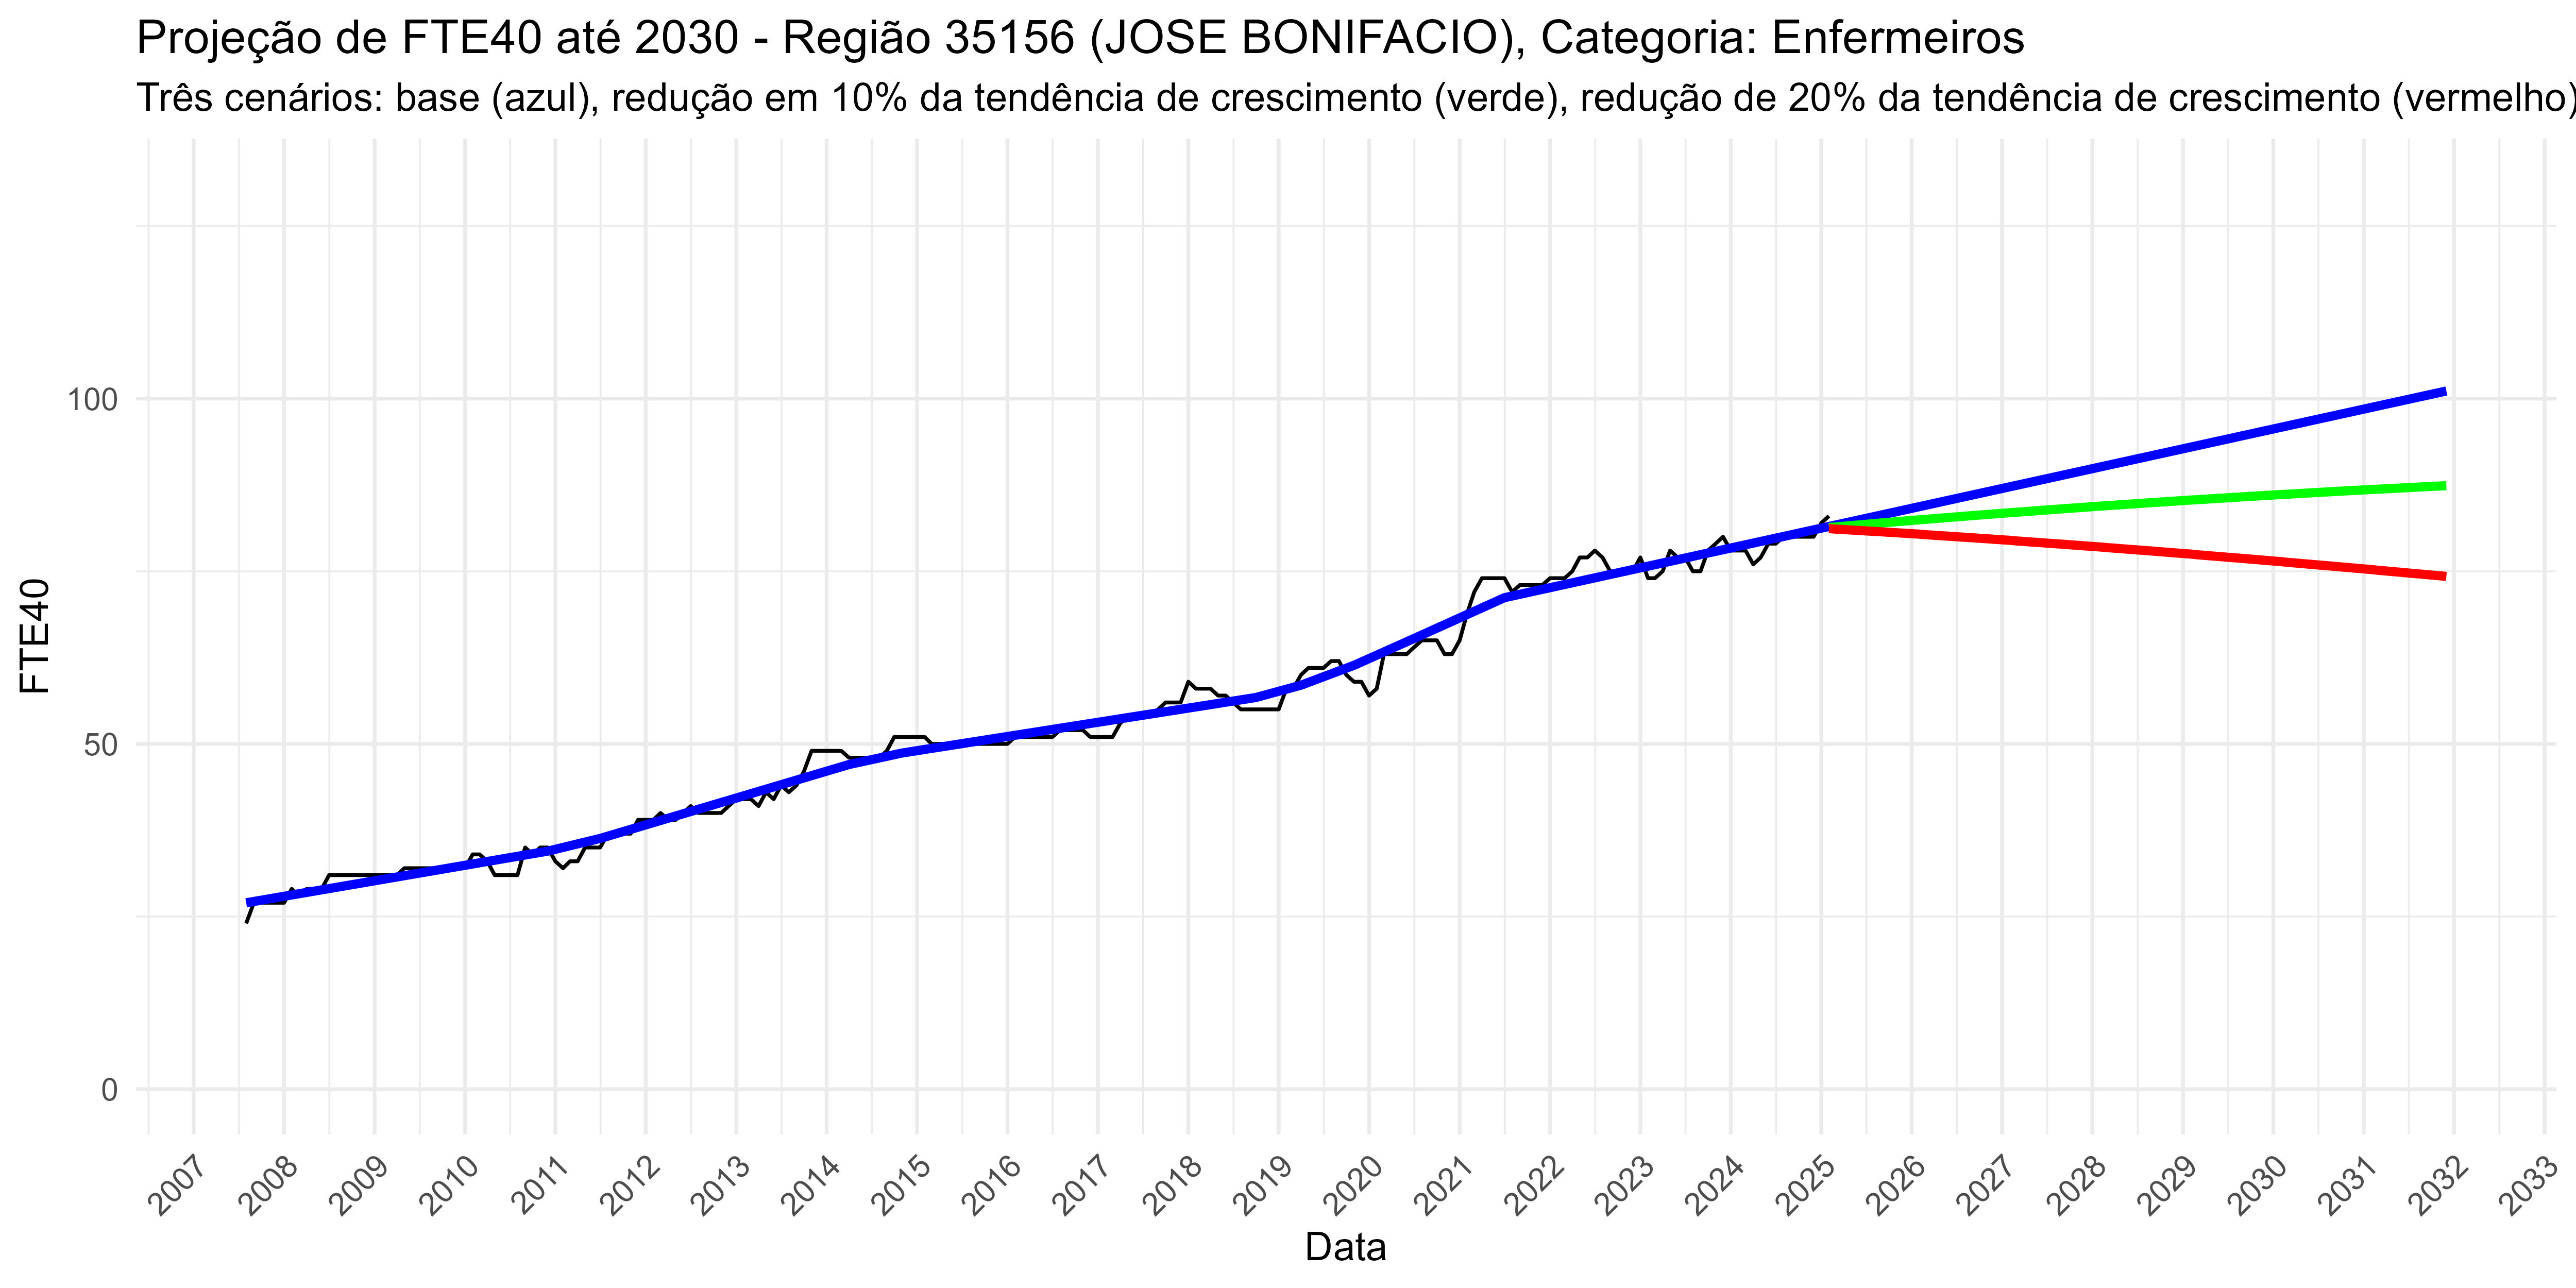 Projeção de FTE40 até 2030 - Região 35156 (JOSE BONIFACIO), Categoria: Enfermeiros
Três cenários: base (azul), redução em 10% da tendência de crescimento (verde), redução de 20% da tendência de crescimento (vermelho)
100
50
0
FTE40
2007 2008 2009 2010 2011 2012 2013 2014 2015 2016 2017 2018 2019 2020 2021 2022 2023 2024 2025 2026 2027 2028 2029 2030 2031 2032 2033
Data